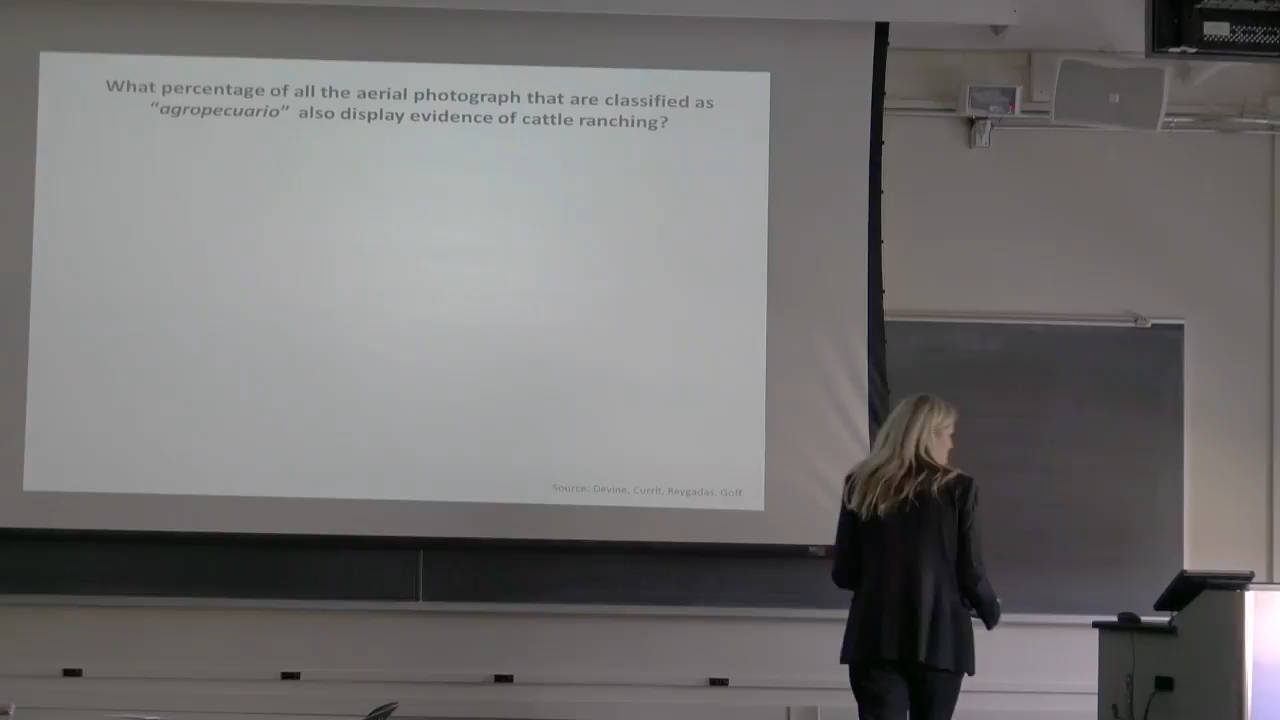 What percentage of all the aerial photograph that are classified as
“agropecuario” also display evidence of cattle ranching?
Source: Devine, Currit, Reygadas, Goff